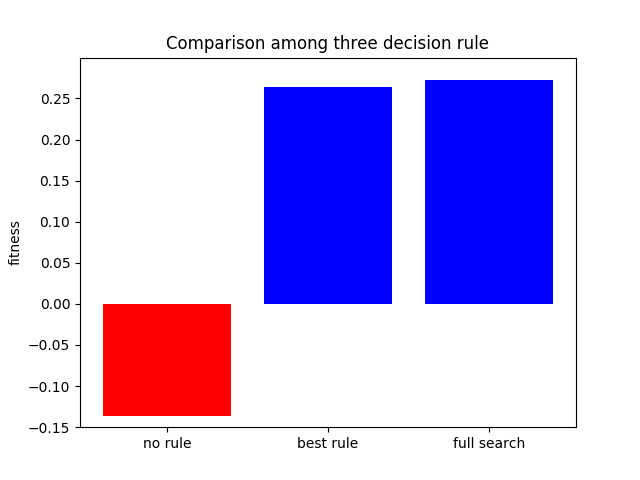 Comparison among three decision rule
fitness
0.25
0.20
0.15
0.10
0.05
0.00
−0.05
−0.10
−0.15
no rule
best rule
full search